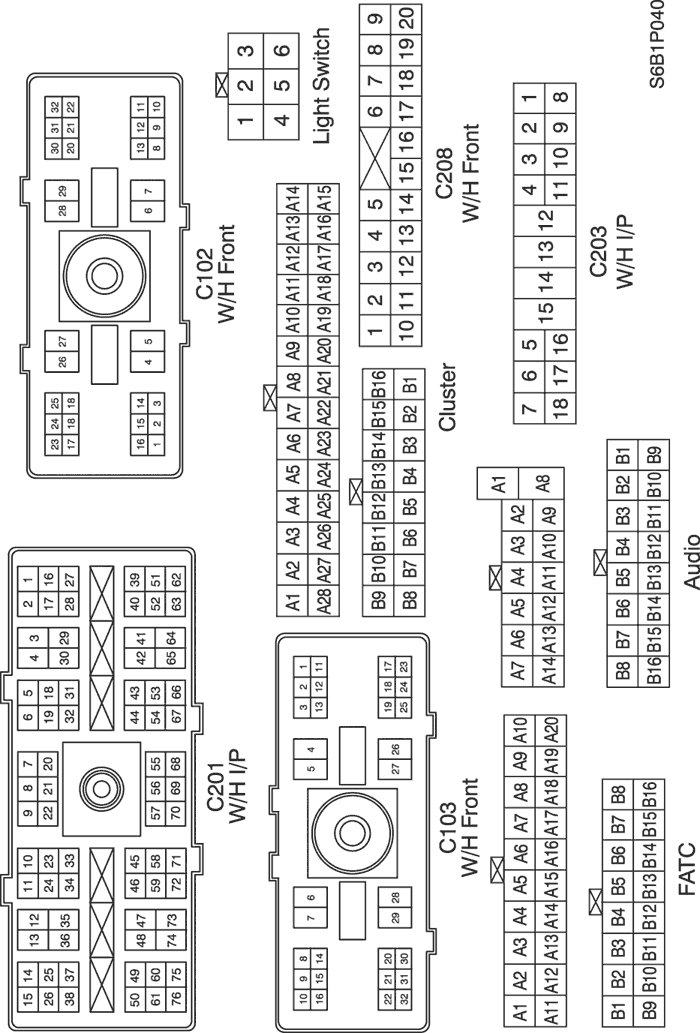 15 14 13 12 11 10 9 8 7 6 5 4 3 2 1
26 25 24 23 22 21 20 19 18 17 16
38 37 36 35 34 33 32 31 30 29 28 27
50 49 48 47 46 45 57 56 55 44 43 42 41 40 39
61 60 59 58 54 53 52 51
76 75 74 73 72 71 70 69 68 67 66 65 64 63 62
C201
W/H I/P
23 24 25 26 27 28 29 30 31 32
17 18 18 20 21 22
16 15 14 4 5 6 7 13 12 11
1 2 3 8 9 10
C102
W/H Front
10 9 8 7 6 5 4 3 2 1
16 15 14 13 12 11
22 21 20 29 28 27 26 19 18 17
32 31 30 25 24 23
C103
W/H Front
A1 A2 A3 A4 A5 A6 A7 A8 A9 A10 A11 A12 A13 A14
A28 A27 A26 A25 A24 A23 A22 A21 A20 A19 A18 A17 A16 A15
B9 B10 B11 B12 B13 B14 B15 B16
B8 B7 B6 B5 B4 B3 B2 B1
Cluster
1 2 3
4 5 6
Light Switch
1 2 3 4 5 6 7 8 9
10 11 12 13 14 15 16 17 18 19 20
C208
W/H Front
A1 A2 A3 A4 A5 A6 A7 A8 A9 A10
A11 A12 A13 A14 A15 A16 A17 A18 A19 A20
B1 B2 B3 B4 B5 B6 B7 B8
B9 B10 B11 B12 B13 B14 B15 B16
FATC
A7 A6 A5 A4 A3 A2 A1
A14 A13 A12 A11 A10 A9 A8
B8 B7 B6 B5 B4 B3 B2 B1
B16 B15 B14 B13 B12 B11 B10 B9
Audio
7 6 5 15 14 13 12 4 3 2 1
18 17 16 11 10 9 8
C203
W/H I/P
S6B1P040